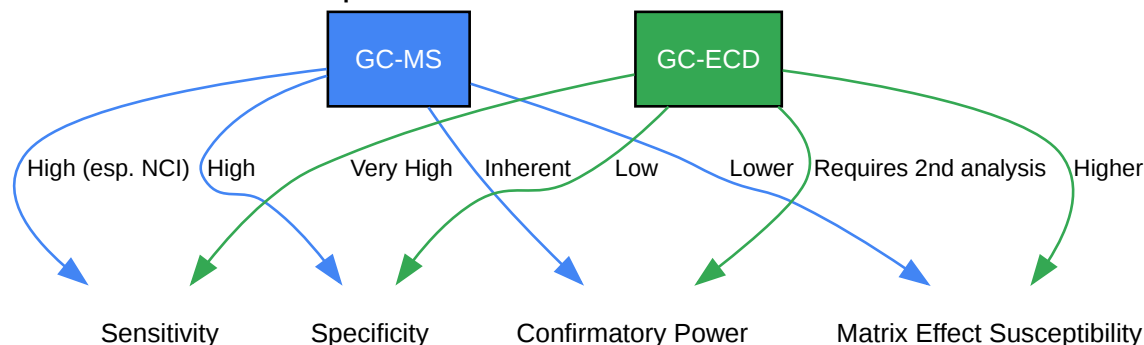 GC-MS
GC-ECD
High (esp. NCI)
High
Very High
Inherent
Low
Lower
Requires 2nd analysis
Higher
Sensitivity
Specificity
Confirmatory Power
Matrix Effect Susceptibility